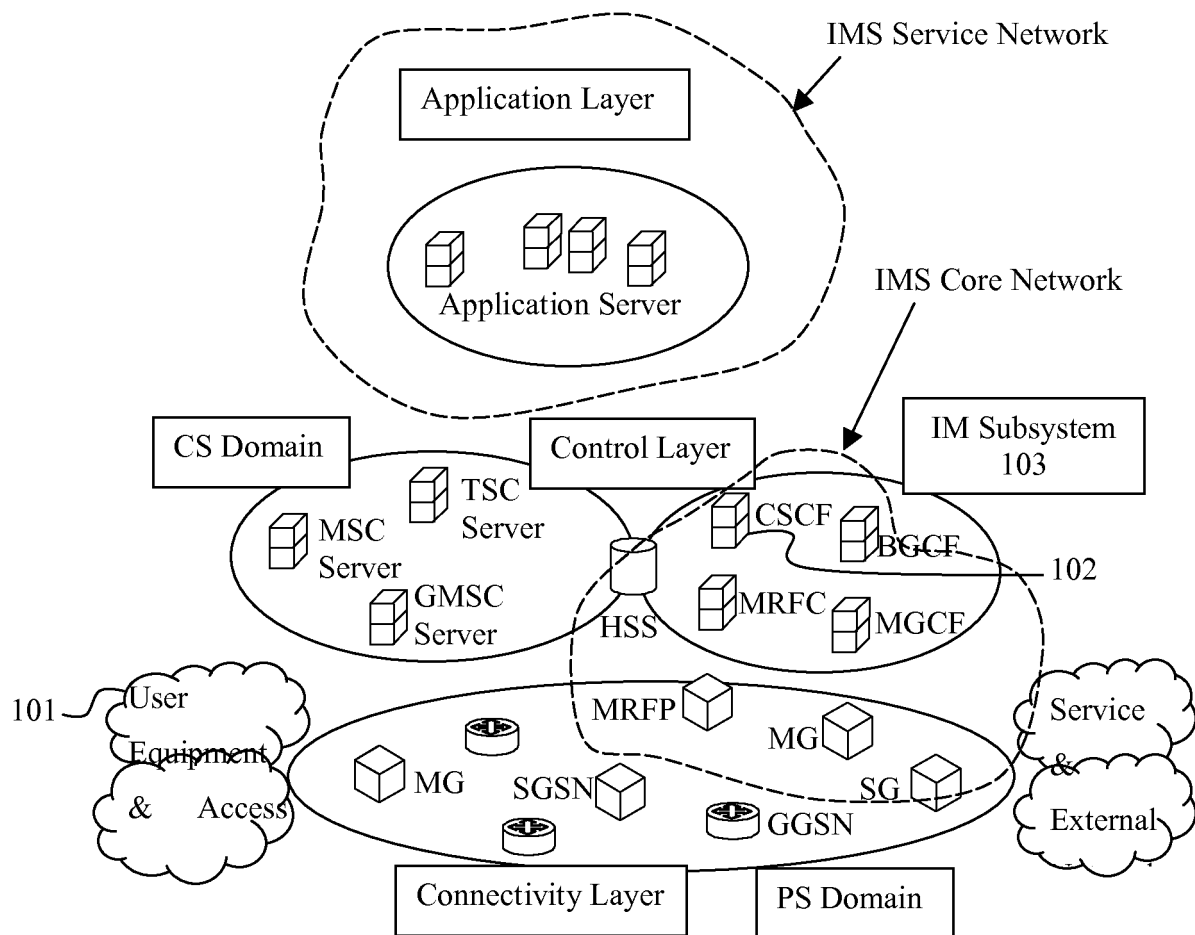 IMS Service Network
Application Layer
Application Server
IMS Core Network
CS Domain
Control Layer
IM Subsystem
103
TSC
Server
MSC
Server
GMSC
Server
HSS
CSCF
BGCF
102
MRFC
MGCF
101
User
Equipment
& Access
MRFP
MG
MG
SGSN
SG
GGSN
Service
&
External
Connectivity Layer
PS Domain